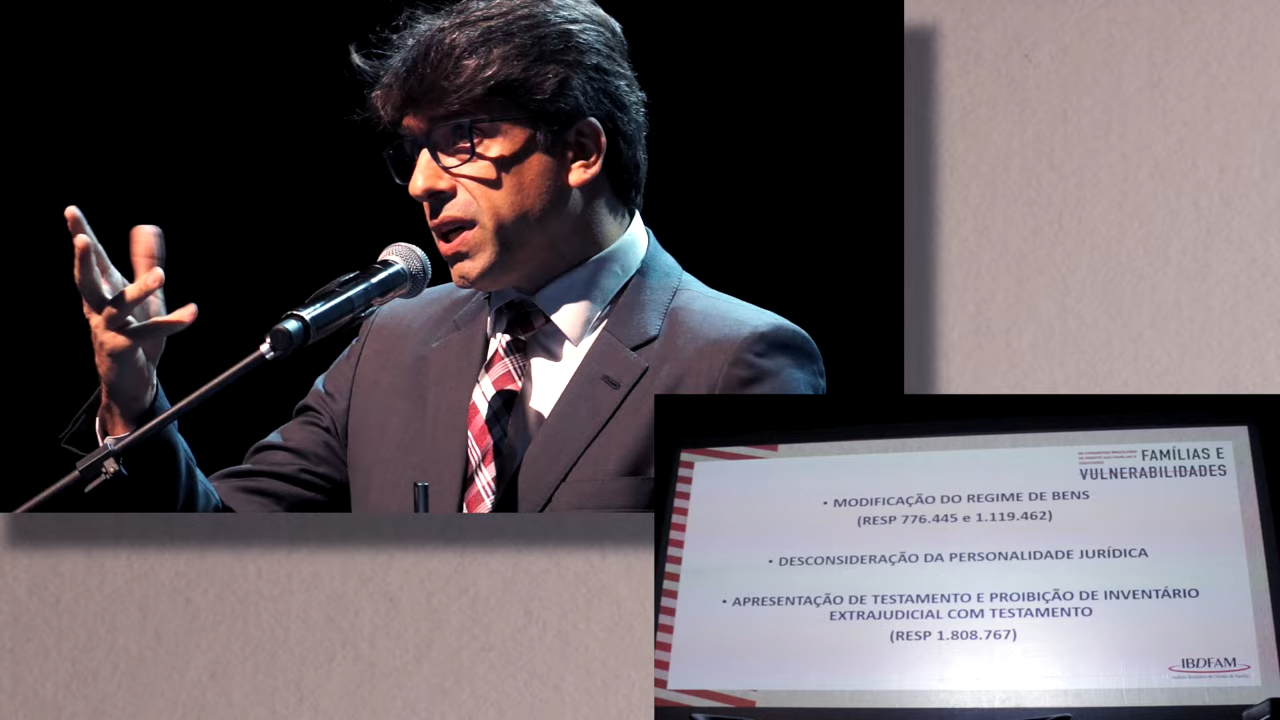 FAMÍLIAS E
VULNERABILIDADES
• MODIFICAÇÃO DO REGIME DE BENS
(RESP 776.445 e 1.119.462)
• DESCONSIDERAÇÃO DA PERSONALIDADE JURÍDICA
• APRESENTAÇÃO DE TESTAMENTO E PROIBIÇÃO DE INVENTÁRIO
EXTRAJUDICIAL COM TESTAMENTO
(RESP 1.808.767)
IBDFAM